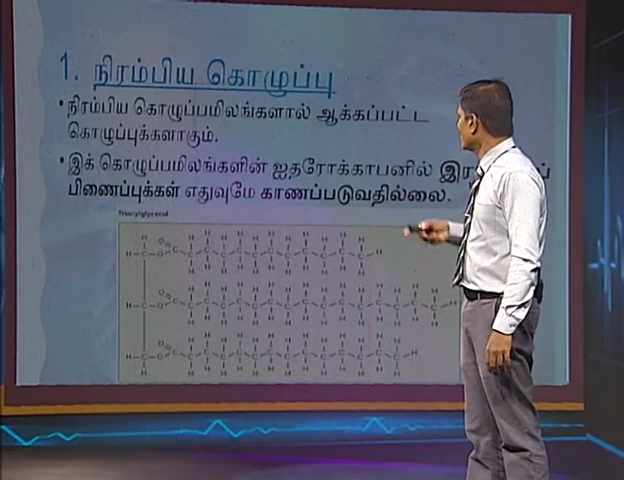 1. நிரம்பிய கொழுப்பு
•நிரம்பிய கொழுப்பமிலங்களால் ஆக்கப்பட்ட
கொழுப்புக்களாகும்.
•இக் கொழுப்பமிலங்களின் ஐதரோக்காபனில்
பிணைப்புக்கள் எதுவுமே காணப்படுவதில்லை.
Triacylglycerol